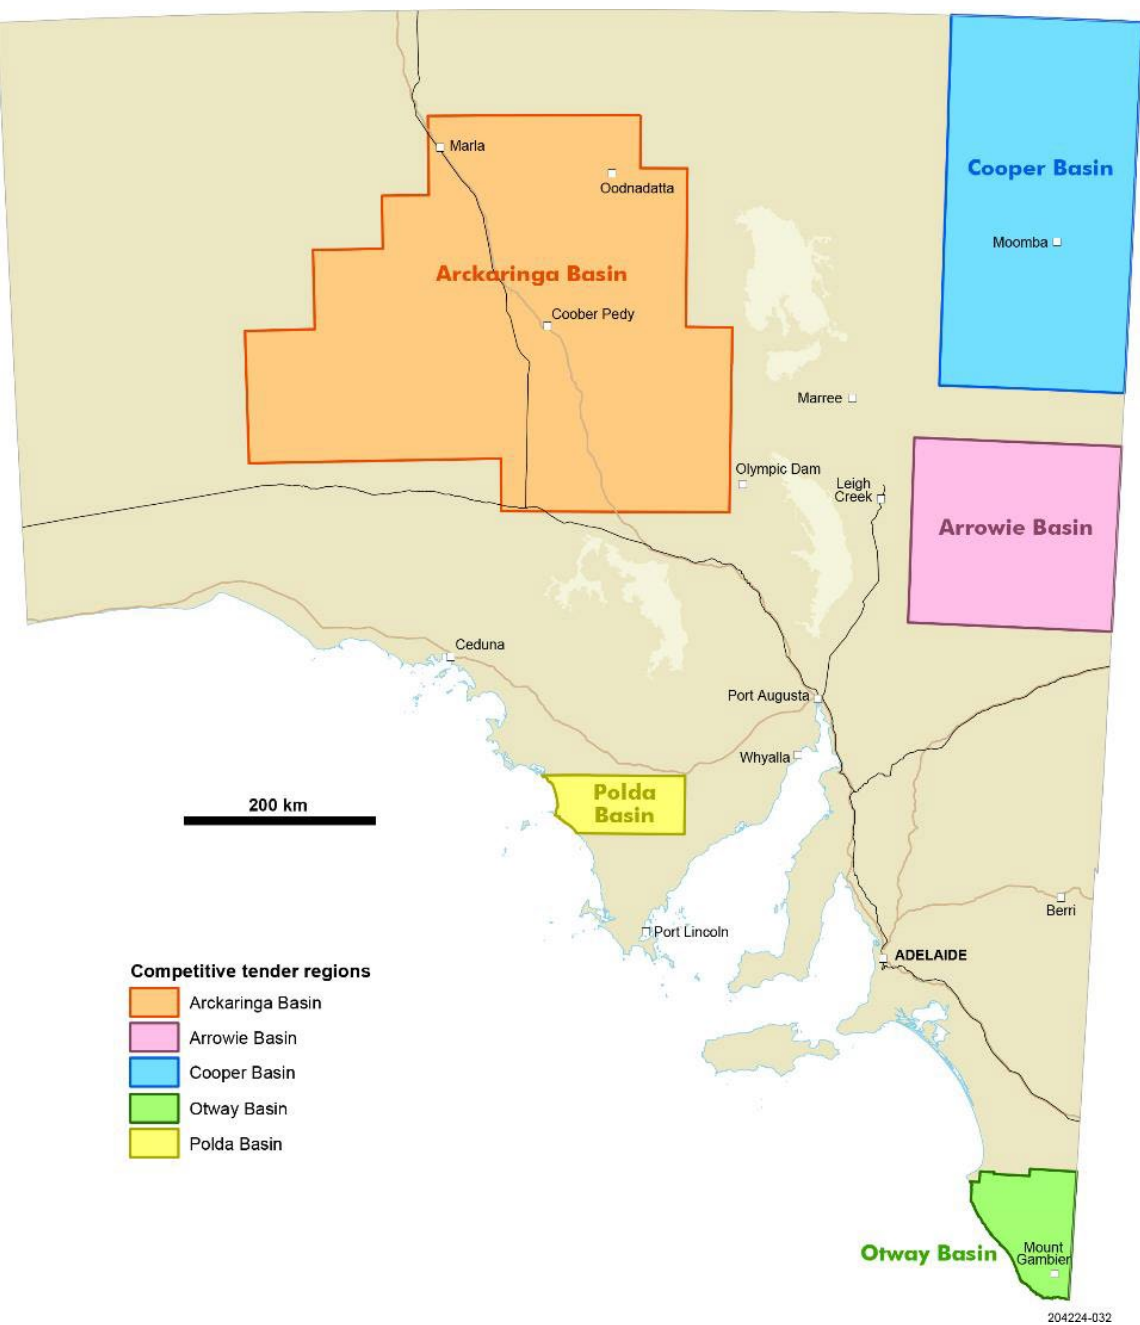 Marla
Cooper Basin
Oodnadatta
Moomba
Arckaringa Basin
Coober Pedy
Marree
Olympic Dam
Leigh
Creek
Arrowie Basin
Ceduna
Port Augusta
Whyalla
Polda
Basin
200 km
Berri
Port Lincoln
ADELAIDE
Competitive tender regions
Arckaringa Basin
Arrowie Basin
Cooper Basin
Otway Basin
Polda Basin
Otway Basin
Mount
Gambier
204224-032